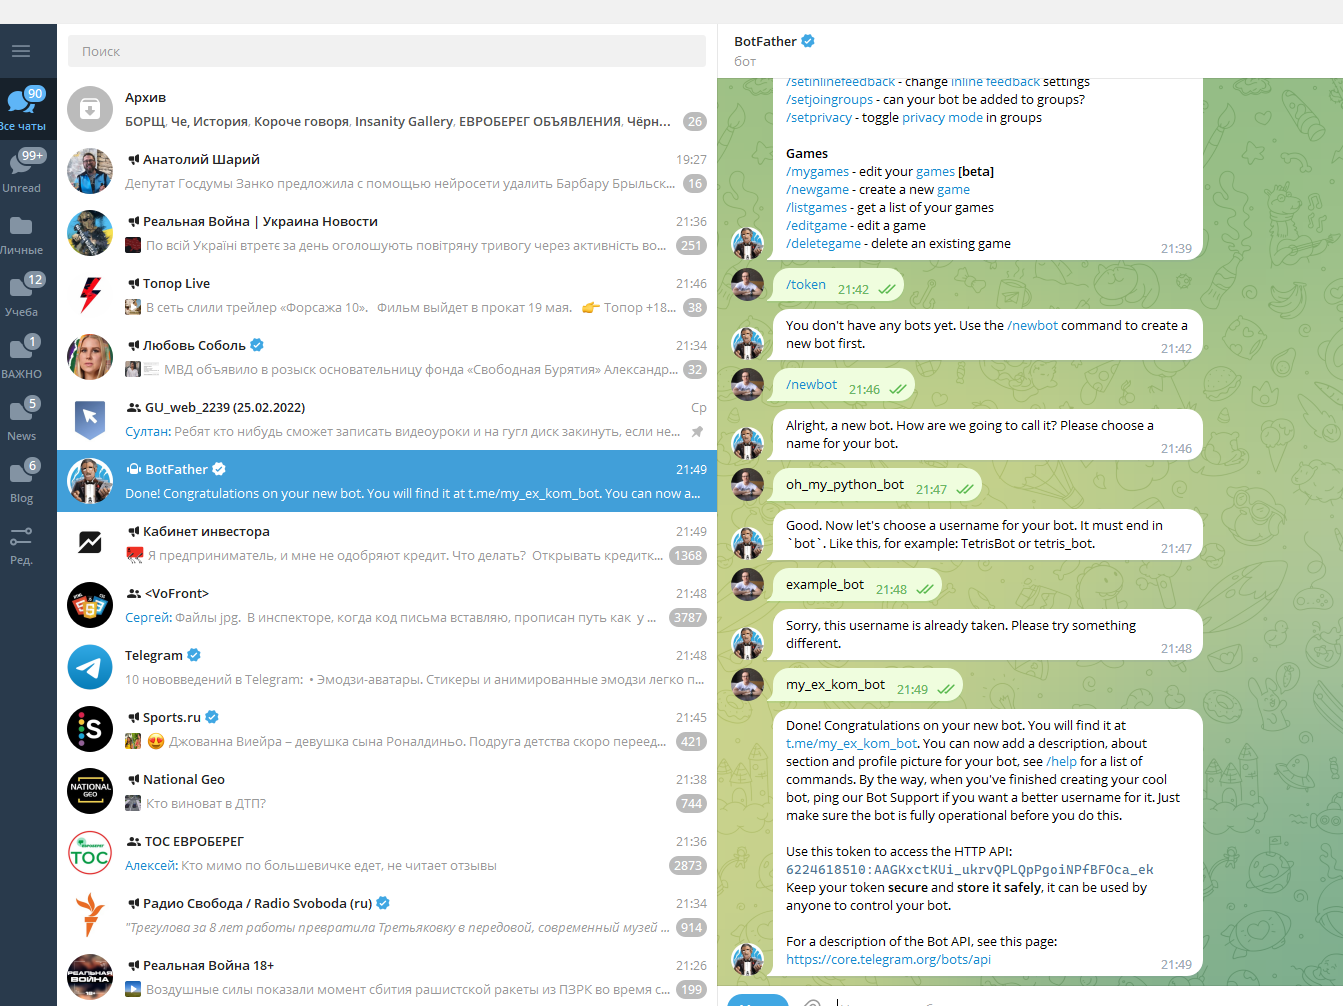 Поиск
90
Все чаты
99+
Unread
Личные
12
Учеба
1
ВАЖНО
5
News
6
Blog
Ред.
Архив
БОРЩ, Че, История, Короче говоря, Insanity Gallery, ЕВРОБЕРЕГ ОБЪЯВЛЕНИЯ, Чёрн... 26
Анатолий Шарий 19:27
Депутат Госдумы Занко предложила с помощью нейросети удалить Барбару Брыльск... 16
Реальная Война | Украина Новости 21:36
По всій Україні втретє за день оголошують повітряну тривогу через активність во... 251
Топор Live 21:46
В сеть слили трейлер «Форсажа 10». Фильм выйдет в прокат 19 мая. 👉 Топор +18... 38
Любовь Соболь 21:34
МВД объявило в розыск основательницу фонда «Свободная Бурятия» Александр... 32
GU_web_2239 (25.02.2022) Ср
Султан: Ребят кто нибудь сможет записать видеоуроки и на гугл диск закинуть, если не...
BotFather 21:49
Done! Congratulations on your new bot. You will find it at t.me/my_ex_kom_bot. You can now a...
Кабинет инвестора 21:49
Я предприниматель, и мне не одобряют кредит. Что делать? Открывать кредитк... 1368
<VoFront> 21:48
Сергей: Файлы jpg. В инспекторе, когда код письма вставляю, прописан путь как у ... 3787
Telegram 21:48
10 нововведений в Telegram: • Эмодзи-аватары. Стикеры и анимированные эмодзи легко п...
Sports.ru 21:45
😍 Джованна Виейра – девушка сына Роналдиньо. Подруга детства скоро переед... 421
National Geo 21:38
Кто виноват в ДТП? 744
ТОС ЕВРОБЕРЕГ 21:36
Алексей: Кто мимо по большевичке едет, не читает отзывы 2873
Радио Свобода / Radio Svoboda (ru) 21:34
"Трегулова за 8 лет работы превратила Третьяковку в передовой, современный музей ... 914
Реальная Война 18+ 21:26
Воздушные силы показали момент сбития рашистской ракеты из ПЗРК во время с... 199
NATIONAL
GEO
ТОС
РЕАЛЬНАЯ
ВОЙНА
BotFather
бот
/setinlinefeedback - change inline feedback settings
/setjoingroups - can your bot be added to groups?
/setprivacy - toggle privacy mode in groups
Games
/mygames - edit your games [beta]
/newgame - create a new game
/listgames - get a list of your games
/editgame - edit a game
/deletegame - delete an existing game
21:39
/token 21:42
You don't have any bots yet. Use the /newbot command to create a
new bot first.
21:42
/newbot 21:46
Alright, a new bot. How are we going to call it? Please choose a
name for your bot.
21:46
oh_my_python_bot 21:47
Good. Now let's choose a username for your bot. It must end in
`bot`. Like this, for example: TetrisBot or tetris_bot.
21:47
example_bot 21:48
Sorry, this username is already taken. Please try something
different.
21:48
my_ex_kom_bot 21:49
Done! Congratulations on your new bot. You will find it at
t.me/my_ex_kom_bot. You can now add a description, about
section and profile picture for your bot, see /help for a list of
commands. By the way, when you've finished creating your cool
bot, ping our Bot Support if you want a better username for it. Just
make sure the bot is fully operational before you do this.
Use this token to access the HTTP API:
6224618510:AAGKxctKUi_ukrvQPLQpPgoiNPfBFOca_ek
Keep your token secure and store it safely, it can be used by
anyone to control your bot.
For a description of the Bot API, see this page:
https://core.telegram.org/bots/api
21:49